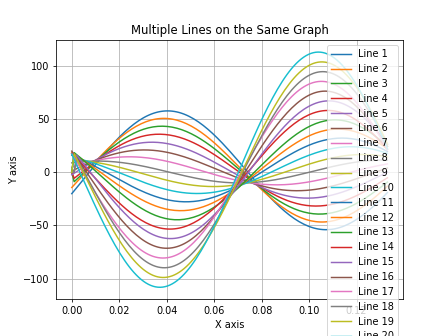 Multiple Lines on the Same Graph
Y axis
100
50
0
−50
−100
0.00
0.02
0.04
0.06
0.08
0.10
X axis
Line 1
Line 2
Line 3
Line 4
Line 5
Line 7
Line 8
Line 9
Line 10
Line 11
Line 12
Line 13
Line 14
Line 15
Line 16
Line 17
Line 18
Line 19
Line 20